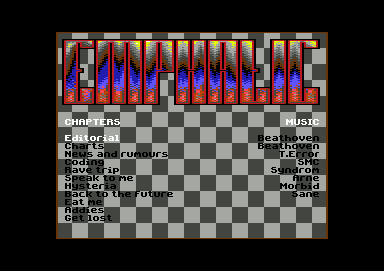 CHAPTERS MUSIC
Editorial Beathoven
Charts Beathoven
News and rumours T.Error
Coding SMC
Rave trip Syndrom
Speak to me Arne
Hysteria Morbid
Back to the future Sane
Eat me
Addies
Get lost